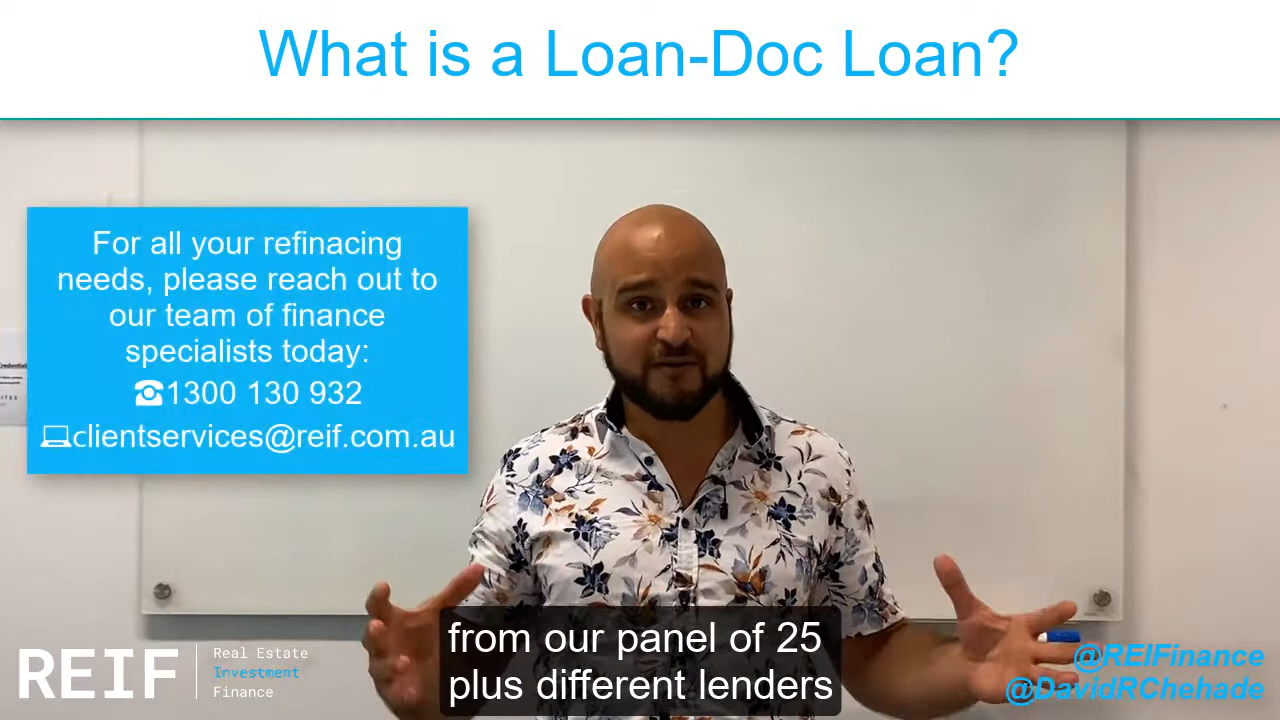 What is a Loan-Doc Loan?
For all your refinacing
needs, please reach out to
our team of finance
specialists today:
☎1300 130 932
💻clientservices@reif.com.au
from our panel of 25
plus different lenders
REIF
Real Estate
Investment
Finance
@REIFinance
@DavidRChehade